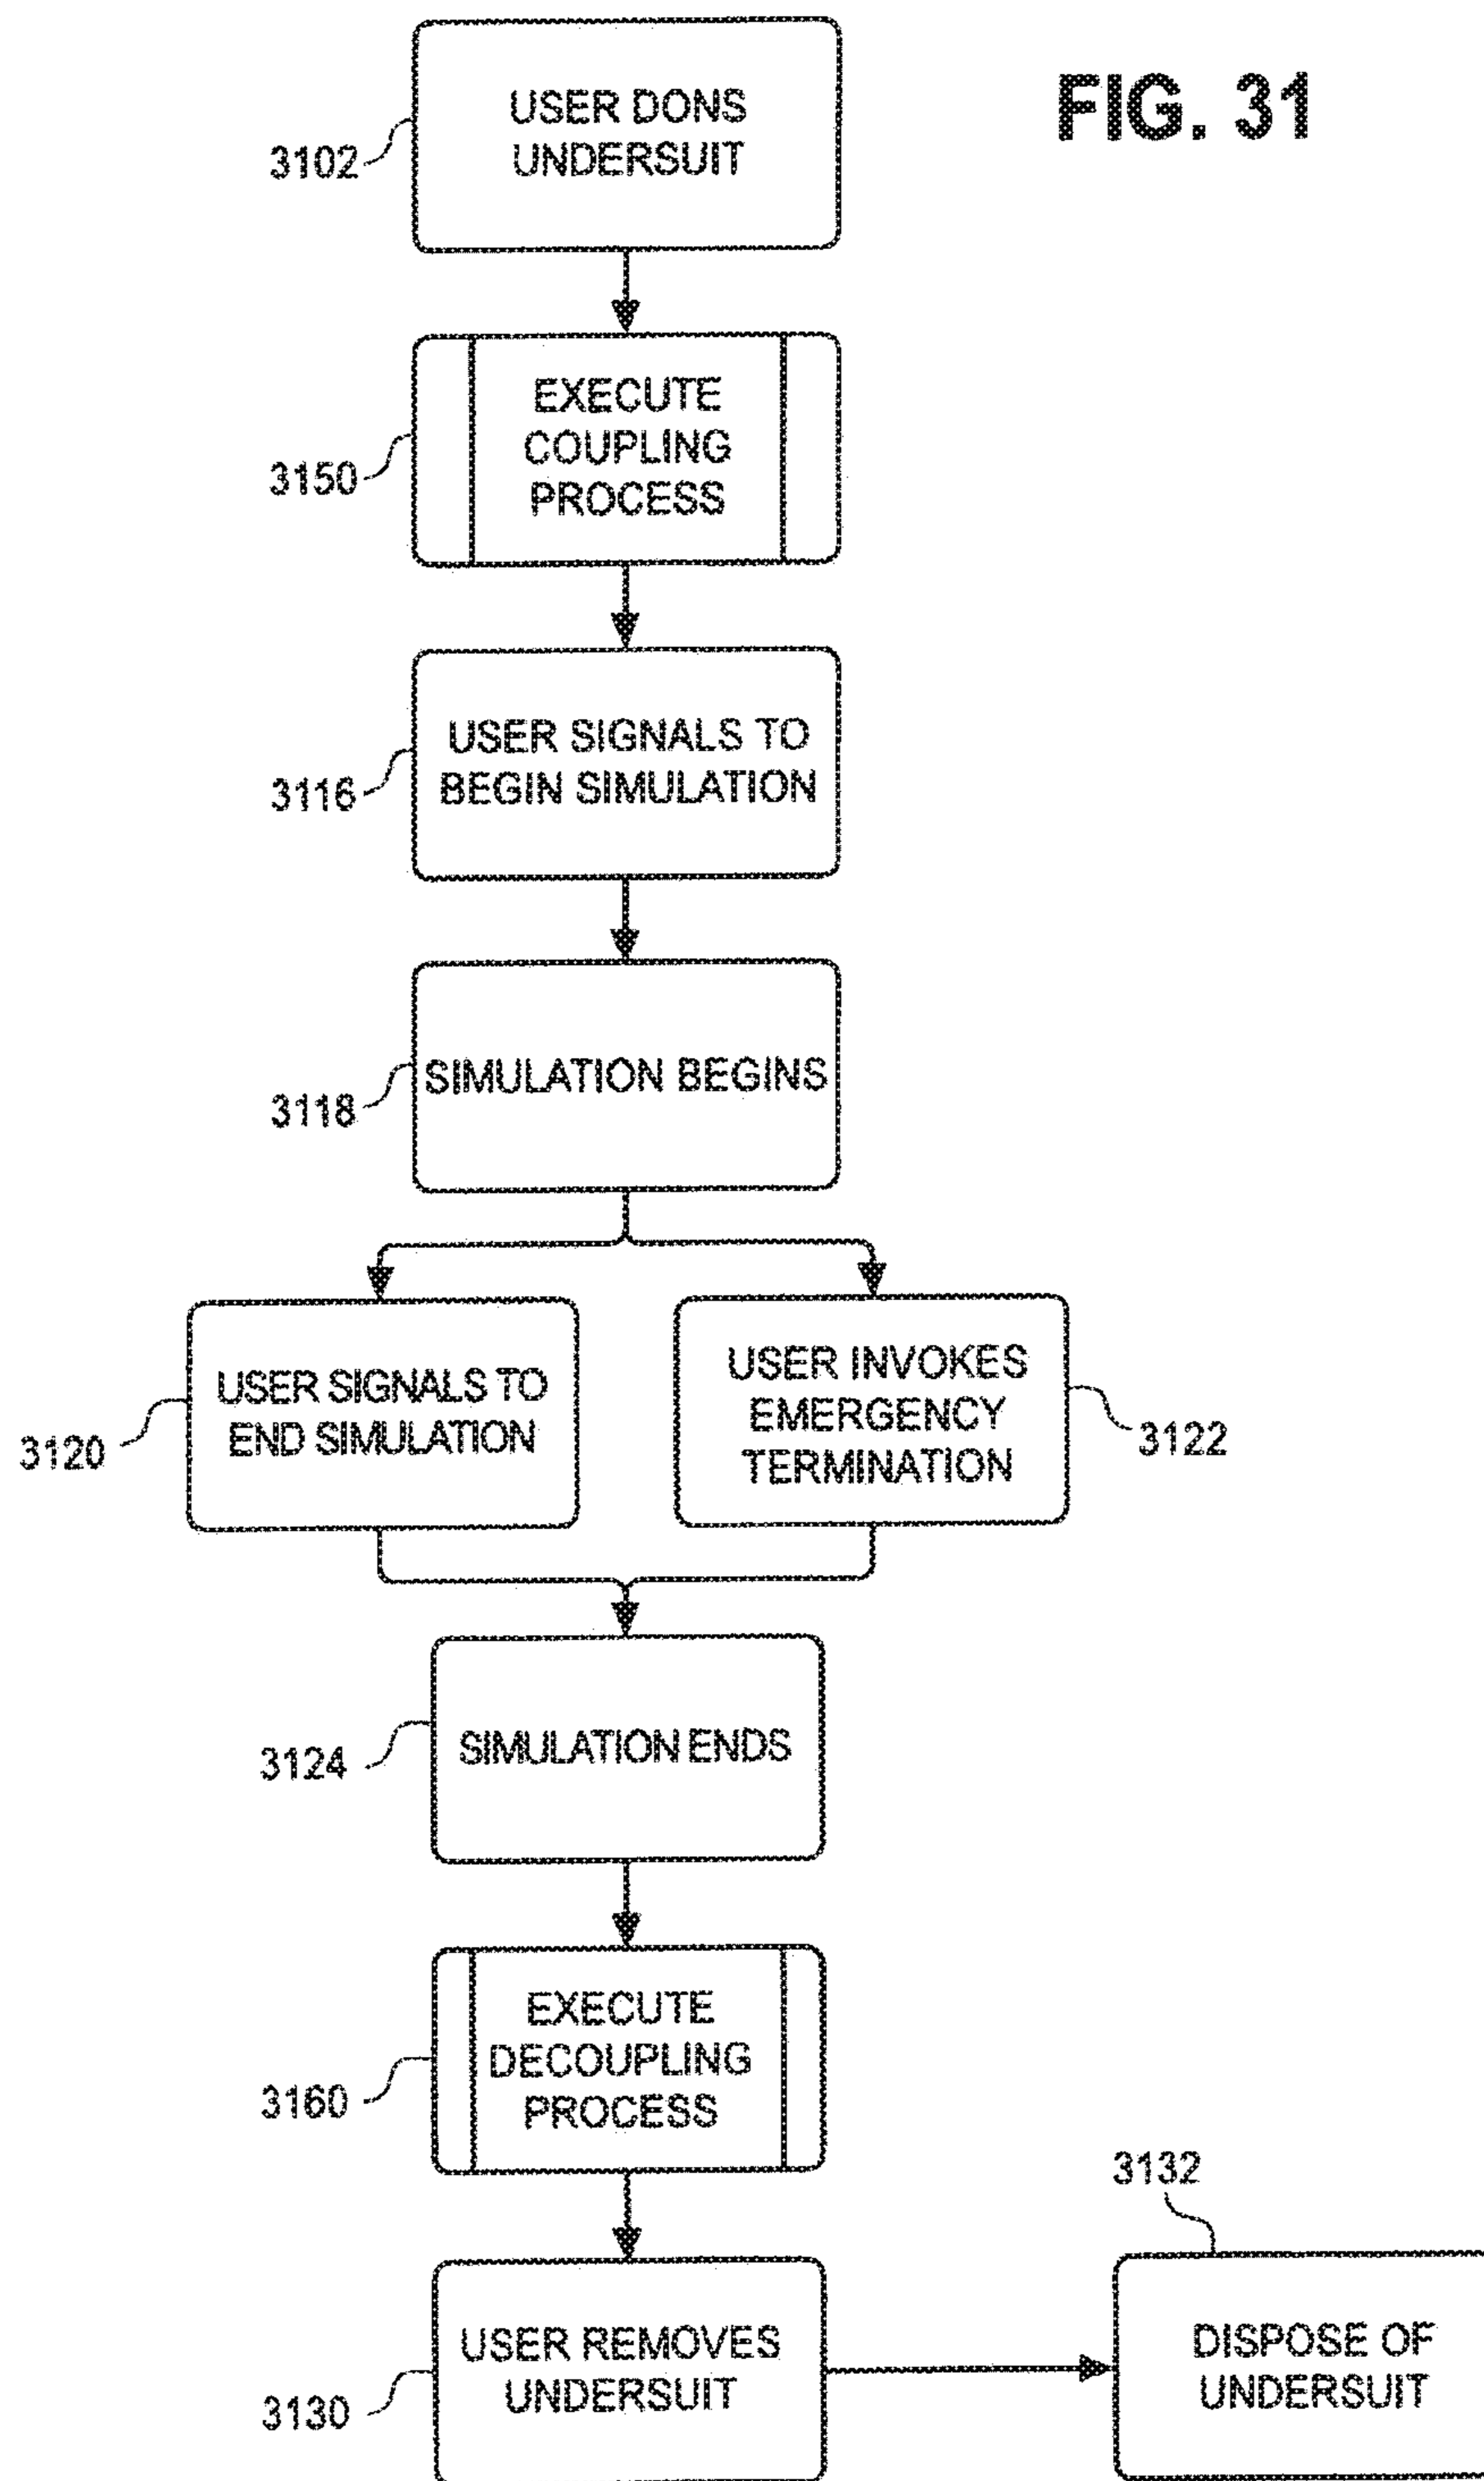 FIG. 31
USER DONS
UNDERSUIT
3102
EXECUTE
COUPLING
PROCESS
3150
USER SIGNALS TO
BEGIN SIMULATION
3116
SIMULATION BEGINS
3118
USER SIGNALS TO
END SIMULATION
3120
USER INVOKES
EMERGENCY
TERMINATION
3122
SIMULATION ENDS
3124
EXECUTE
DECOUPLING
PROCESS
3160
USER REMOVES
UNDERSUIT
3130
3132
DISPOSE OF
UNDERSUIT